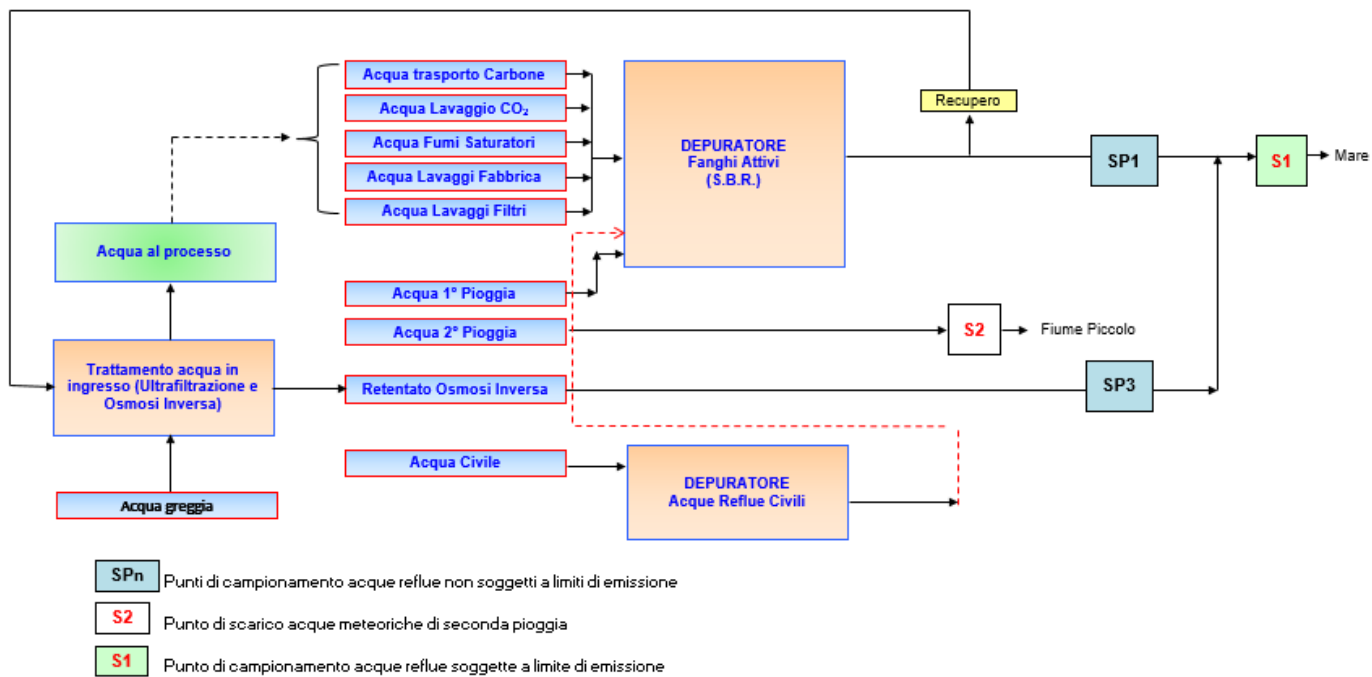 Acqua trasporto Carbone
Acqua Lavaggio CO₂
Acqua Fumi Saturatori
Acqua Lavaggi Fabbrica
Acqua Lavaggi Filtri
DEPURATORE
Fanghi Attivi
(S.B.R.)
Recupero
SP1
S1
Mare
Acqua al processo
Acqua 1° Pioggia
Acqua 2° Pioggia
S2
Fiume Piccolo
Trattamento acqua in
ingresso (Ultrafiltrazione e
Osmosi Inversa)
Retentato Osmosi Inversa
SP3
Acqua Civile
DEPURATORE
Acque Reflue Civili
Acqua greggia
SPn Punti di campionamento acque reflue non soggetti a limiti di emissione
S2 Punto di scarico acque meteoriche di seconda pioggia
S1 Punto di campionamento acque reflue soggette a limite di emissione